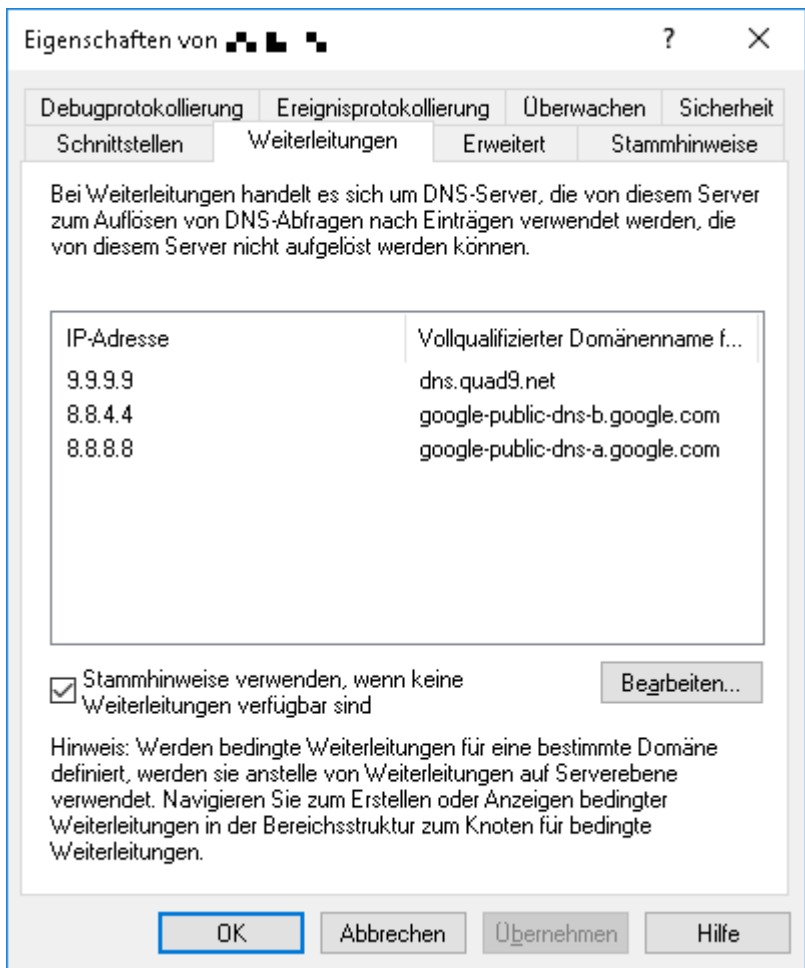 Eigenschaften von
? ×
Debugprotokollierung Ereignisprotokollierung Überwachen Sicherheit
Schnittstellen Weiterleitungen Erweitert Stammhinweise
Bei Weiterleitungen handelt es sich um DNS-Server, die von diesem Server
zum Auflösen von DNS-Abfragen nach Einträgen verwendet werden, die
von diesem Server nicht aufgelöst werden können.
IP-Adresse Vollqualifizierter Domänenname f...
9.9.9.9 dns.quad9.net
8.8.4.4 google-public-dns-b.google.com
8.8.8.8 google-public-dns-a.google.com
Stammhinweise verwenden, wenn keine
Weiterleitungen verfügbar sind
Bearbeiten...
Hinweis: Werden bedingte Weiterleitungen für eine bestimmte Domäne
definiert, werden sie anstelle von Weiterleitungen auf Serverebene
verwendet. Navigieren Sie zum Erstellen oder Anzeigen bedingter
Weiterleitungen in der Bereichsstruktur zum Knoten für bedingte
Weiterleitungen.
OK Abbrechen Übernehmen Hilfe